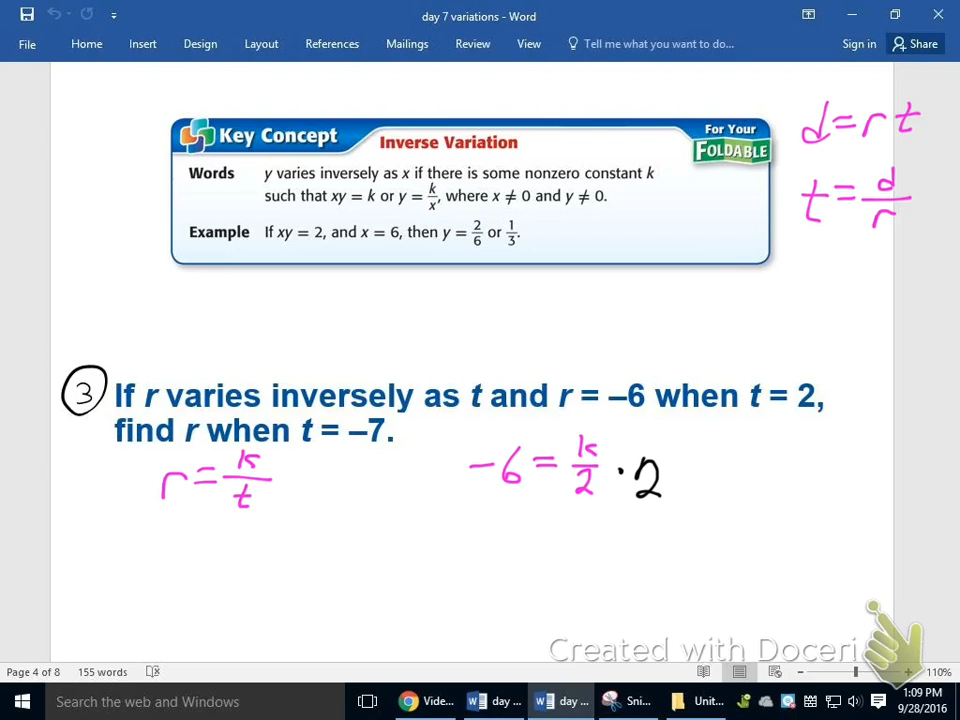 day 7 variations - Word
File Home Insert Design Layout References Mailings Review View Tell me what you want to do... Sign in Share
d = r t
t = d/r
Key Concept Inverse Variation For Your FOLDABLE
Words y varies inversely as x if there is some nonzero constant k
such that xy = k or y = k/x, where x ≠ 0 and y ≠ 0.
Example If xy = 2, and x = 6, then y = 2/6 or 1/3.
3 If r varies inversely as t and r = –6 when t = 2,
find r when t = –7.
r = k/t -6 = k/2 · 2
Created with Doceri
Page 4 of 8 155 words 110%
Search the web and Windows Vide... day ... day ... Sni... Unit... 1:09 PM
9/28/2016